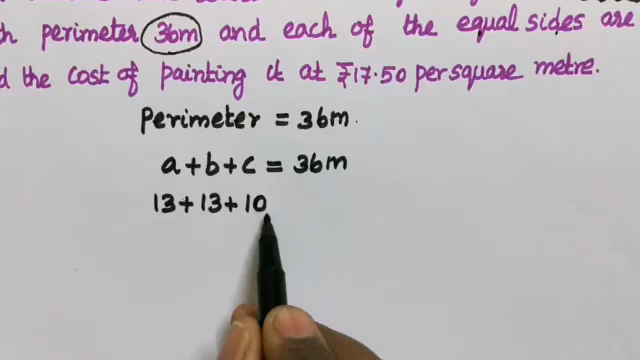 perimeter 36m and each of the equal sides are
the cost of painting it at ₹17.50 per square metre.
Perimeter = 36m.
a + b + c = 36m
13 + 13 + 10